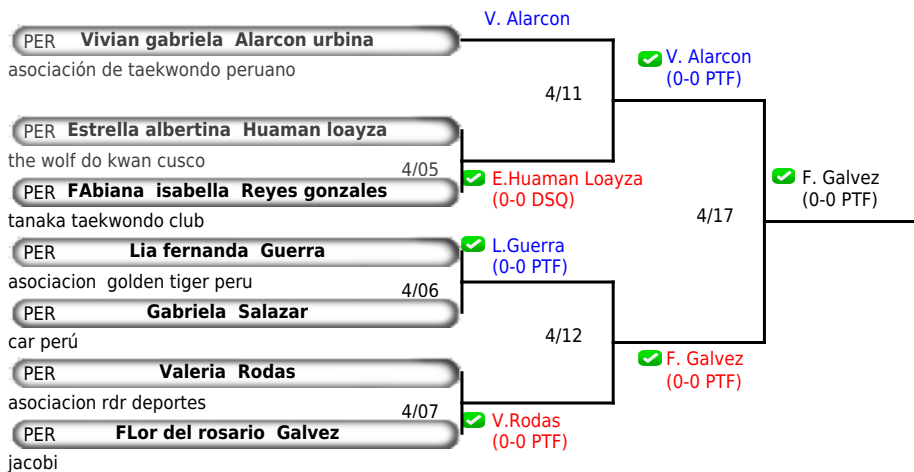 V. Alarcon
PER Vivian gabriela Alarcon urbina
asociación de taekwondo peruano
V. Alarcon
(0-0 PTF)
4/11
PER Estrella albertina Huaman loayza
the wolf do kwan cusco
4/05
E.Huaman Loayza
(0-0 DSQ)
PER FAbiana isabella Reyes gonzales
tanaka taekwondo club
F. Galvez
(0-0 PTF)
4/17
PER Lia fernanda Guerra
asociacion golden tiger peru
L.Guerra
(0-0 PTF)
4/06
PER Gabriela Salazar
car perú
4/12
PER Valeria Rodas
asociacion rdr deportes
F. Galvez
(0-0 PTF)
4/07
V.Rodas
(0-0 PTF)
PER FLor del rosario Galvez
jacobi